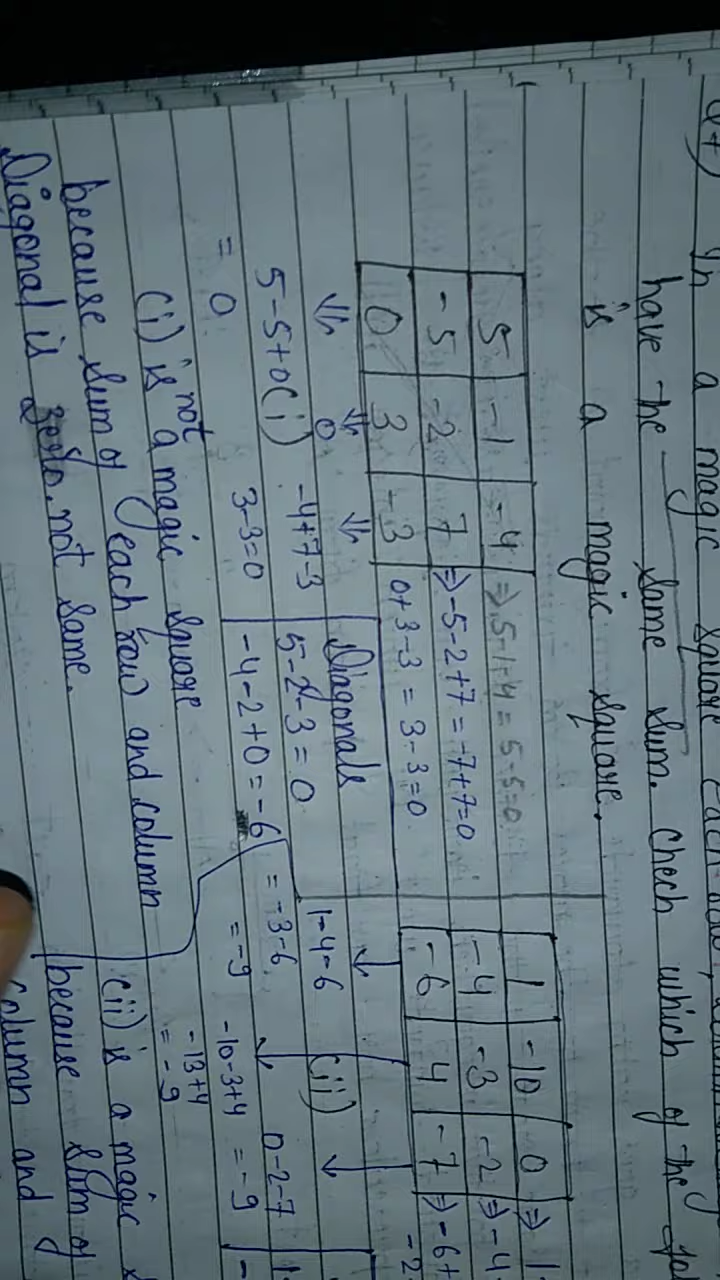 In a magic square each row,
have the same sum. Chech which of the
is a magic square.
5 -1 -4 ⇒ 5-1-4 = 5-5=0
-5 -2 7 ⇒ -5-2+7 = -7+7=0
0 3 -3 0+3-3 = 3-3=0
⇓ ⇓ ⇓
5-5+0 0 -4+7-3
= 0 3-3=0
(i)
Diagonals
5-2-3 = 0
-4-2+0 = -6
(i) is not a magic square
because sum of each row and column
Diagonal is zero. not same.
1 -10 0 ⇒ 1
-4 -3 -2 ⇒ -4-
-6 4 -7 ⇒ -6+
↓ ↓ ↓
1-4-6 (ii)
= -3-6 0-2-7
= -9 -10-3+4 = -9
-13+4
= -9
(ii) is a magic
because sum of
column and